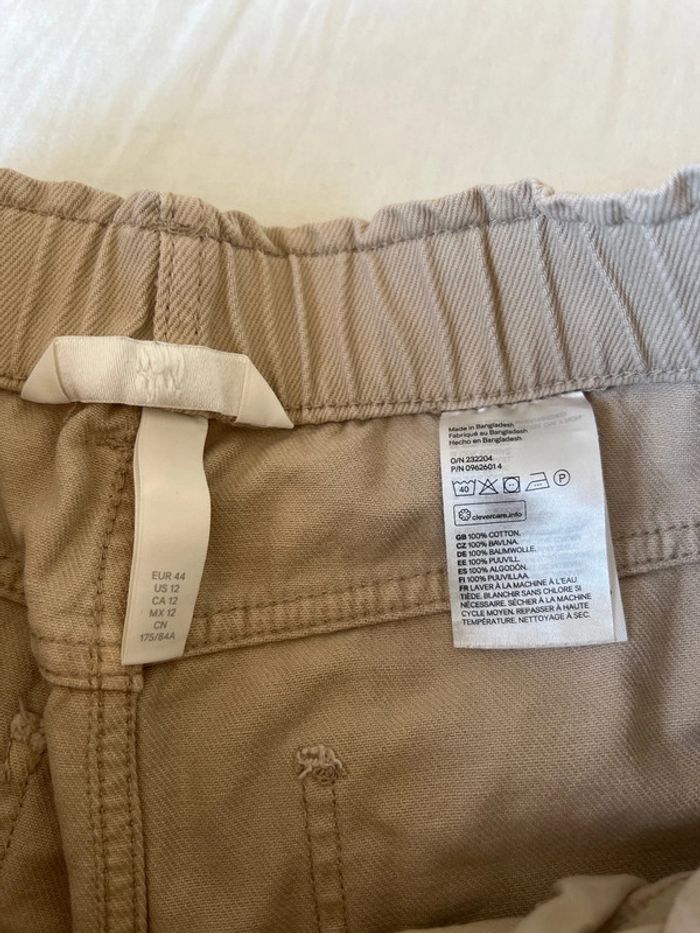 EUR 44
US 12
CA 12
MX 12
CN
175/84A
Made in Bangladesh
Fabriqué au Bangladesh
Hecho en Bangladesh
O/N 232204
P/N 09626014
40 P
clevercare.info
GB 100% COTTON.
CZ 100% BAVLNA.
DE 100% BAUMWOLLE.
EE 100% PUUVILL.
ES 100% ALGODÓN.
FI 100% PUUVILLAA.
FR LAVER À LA MACHINE À L'EAU
TIÈDE. BLANCHIR SANS CHLORE SI
NÉCESSAIRE. SÉCHER À LA MACHINE
CYCLE MOYEN. REPASSER À HAUTE
TEMPÉRATURE. NETTOYAGE À SEC.